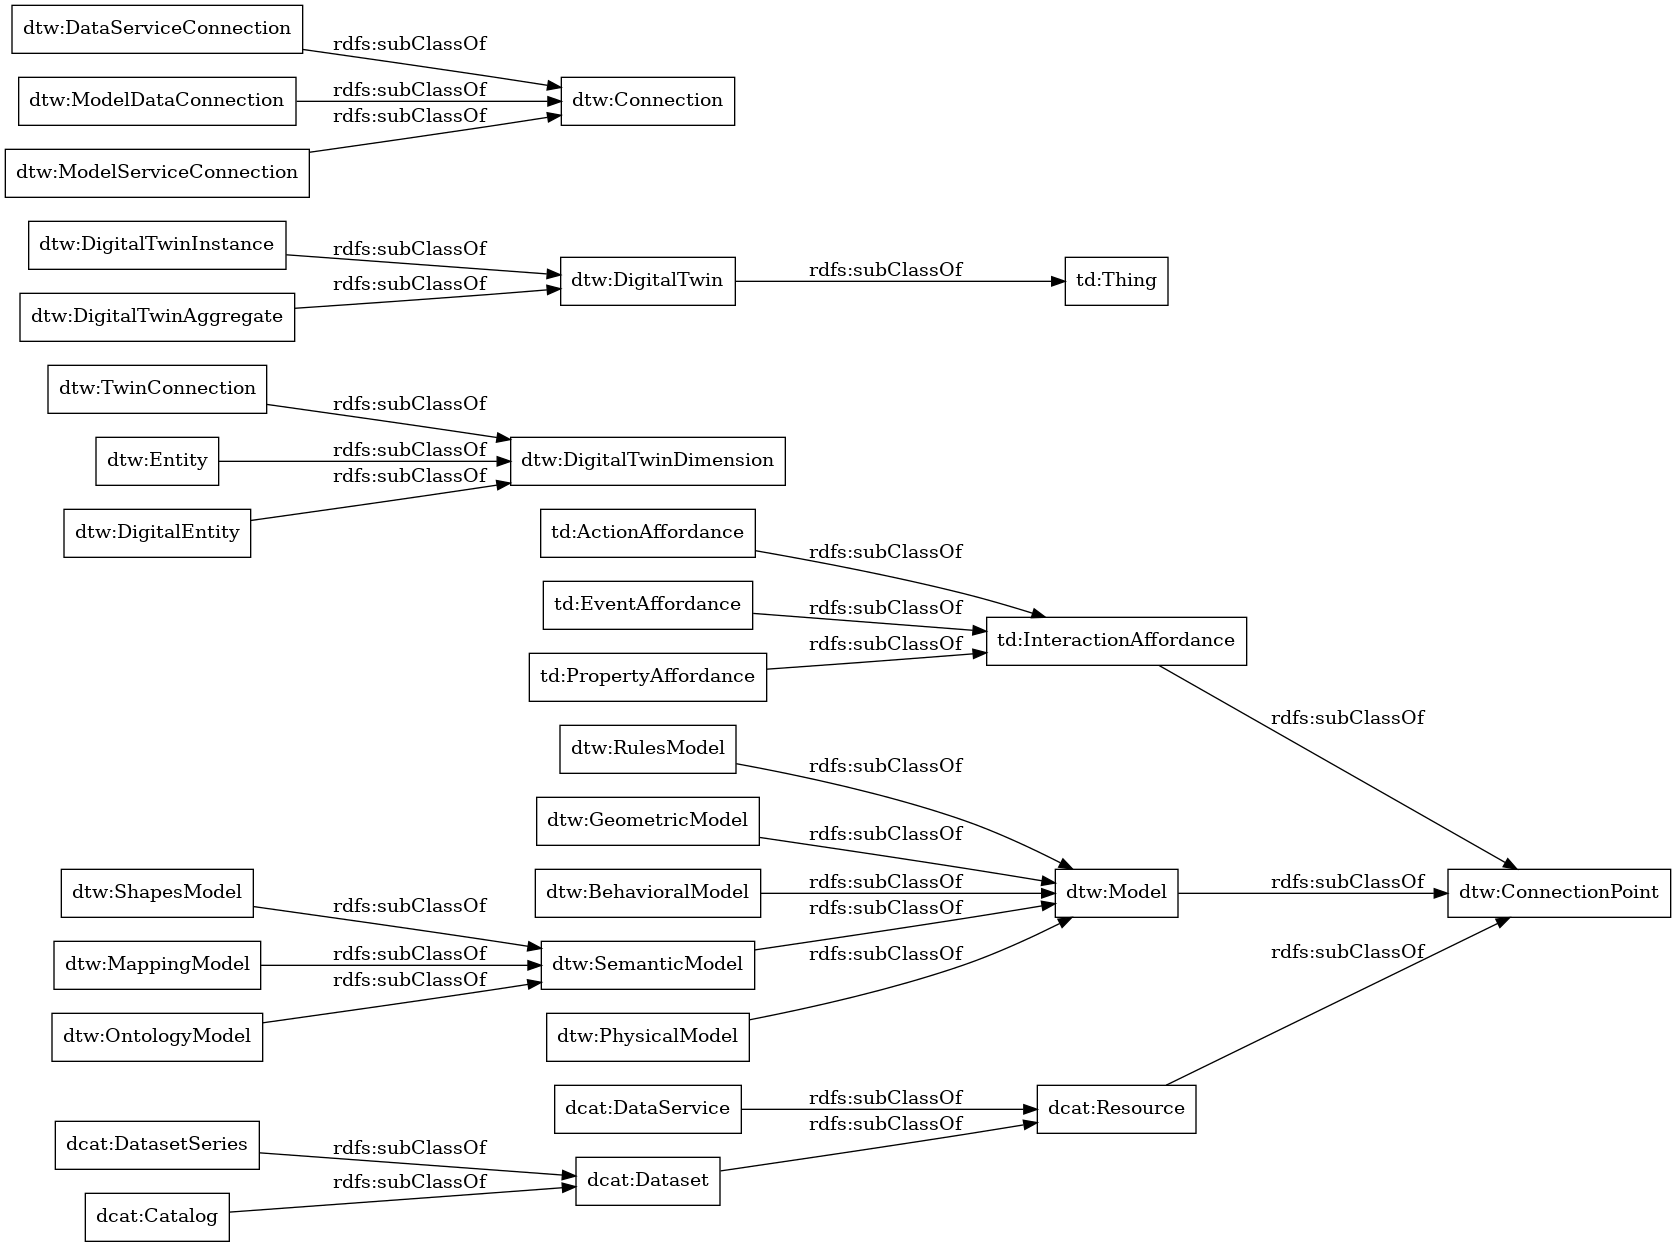 dtw:DataServiceConnection
rdfs:subClassOf
dtw:ModelDataConnection
rdfs:subClassOf
dtw:Connection
rdfs:subClassOf
dtw:ModelServiceConnection
dtw:DigitalTwinInstance
rdfs:subClassOf
dtw:DigitalTwin
rdfs:subClassOf
td:Thing
rdfs:subClassOf
dtw:DigitalTwinAggregate
dtw:TwinConnection
rdfs:subClassOf
dtw:Entity
rdfs:subClassOf
dtw:DigitalTwinDimension
rdfs:subClassOf
dtw:DigitalEntity
td:ActionAffordance
rdfs:subClassOf
td:EventAffordance
rdfs:subClassOf
td:InteractionAffordance
rdfs:subClassOf
td:PropertyAffordance
rdfs:subClassOf
dtw:RulesModel
rdfs:subClassOf
dtw:GeometricModel
rdfs:subClassOf
dtw:ShapesModel
rdfs:subClassOf
dtw:BehavioralModel
rdfs:subClassOf
dtw:Model
rdfs:subClassOf
dtw:ConnectionPoint
rdfs:subClassOf
dtw:MappingModel
rdfs:subClassOf
dtw:SemanticModel
rdfs:subClassOf
rdfs:subClassOf
rdfs:subClassOf
dtw:OntologyModel
dtw:PhysicalModel
dcat:DataService
rdfs:subClassOf
dcat:Resource
rdfs:subClassOf
dcat:DatasetSeries
rdfs:subClassOf
dcat:Dataset
rdfs:subClassOf
dcat:Catalog